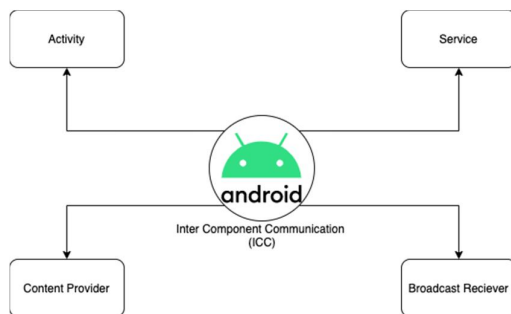 Activity
Service
android
Inter Component Communication
(ICC)
Content Provider
Broadcast Reciever